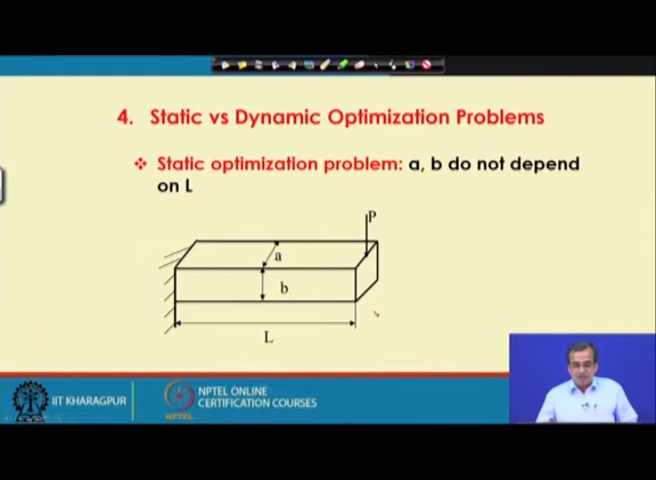 4. Static vs Dynamic Optimization Problems
❖ Static optimization problem: a, b do not depend
on L
P
a
b
L
IIT KHARAGPUR
NPTEL ONLINE
CERTIFICATION COURSES
NPTEL